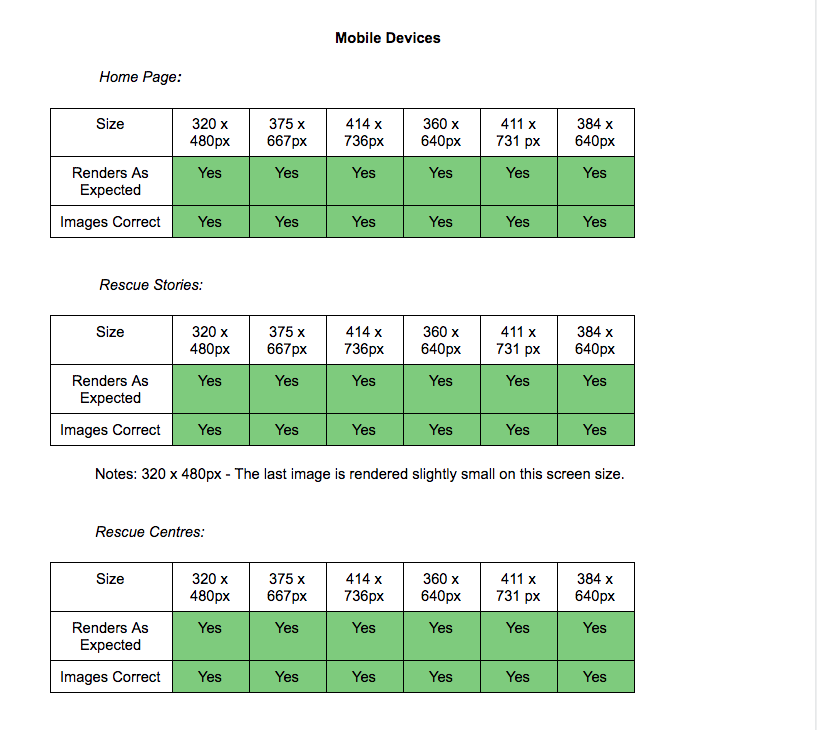 Mobile Devices
Home Page:
Size 320 x 480px 375 x 667px 414 x 736px 360 x 640px 411 x 731 px 384 x 640px
Renders As Expected Yes Yes Yes Yes Yes Yes
Images Correct Yes Yes Yes Yes Yes Yes
Rescue Stories:
Size 320 x 480px 375 x 667px 414 x 736px 360 x 640px 411 x 731 px 384 x 640px
Renders As Expected Yes Yes Yes Yes Yes Yes
Images Correct Yes Yes Yes Yes Yes Yes
Notes: 320 x 480px - The last image is rendered slightly small on this screen size.
Rescue Centres:
Size 320 x 480px 375 x 667px 414 x 736px 360 x 640px 411 x 731 px 384 x 640px
Renders As Expected Yes Yes Yes Yes Yes Yes
Images Correct Yes Yes Yes Yes Yes Yes